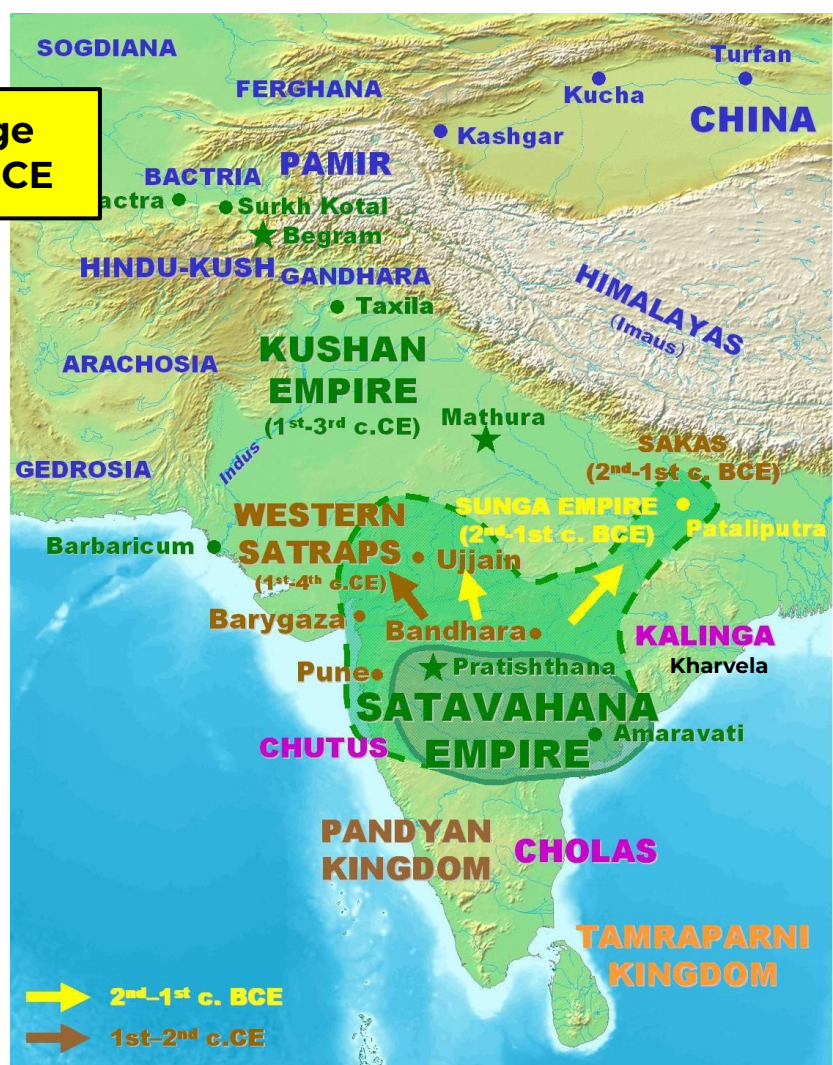 SOGDIANA
Turfan
FERGHANA
Kucha
CHINA
ge
CE
Kashgar
PAMIR
BACTRIA
actra
Surkh Kotal
Begram
HINDU-KUSH
GANDHARA
HIMALAYAS
(Imaus)
Taxila
ARACHOSIA
KUSHAN
EMPIRE
(1st-3rd c.CE)
Mathura
SAKAS
(2nd-1st c. BCE)
GEDROSIA
Indus
SUNGA EMPIRE
(2nd-1st c. BCE)
Pataliputra
WESTERN
SATRAPS
(1st-4th c.CE)
Barbaricum
Ujjain
Barygaza
Bandhara
KALINGA
Kharvela
Pune
Pratishthana
SATAVAHANA
EMPIRE
Amaravati
CHUTUS
PANDYAN
KINGDOM
CHOLAS
TAMRAPARNI
KINGDOM
2nd–1st c. BCE
1st–2nd c.CE